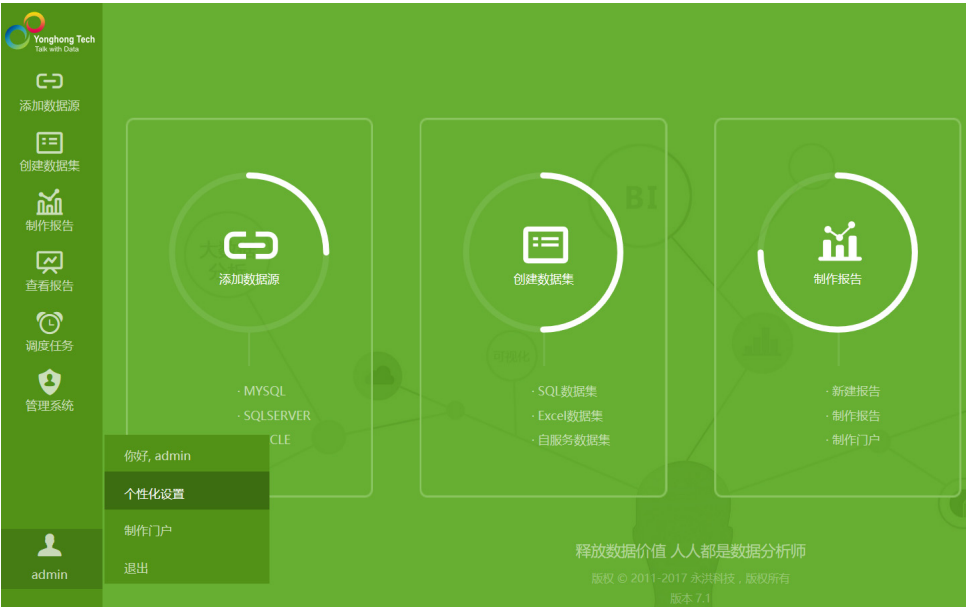 Yonghong Tech
Talk with Data
添加数据源
创建数据集
制作报告
查看报告
调度任务
管理系统
admin
你好, admin
个性化设置
制作门户
退出
添加数据源
· MYSQL
· SQLSERVER
CLE
BI
可视化
创建数据集
· SQL数据集
· Excel数据集
· 自服务数据集
制作报告
· 新建报告
· 制作报告
· 制作门户
释放数据价值 人人都是数据分析师
版权 © 2011-2017 永洪科技，版权所有
版本 7.1